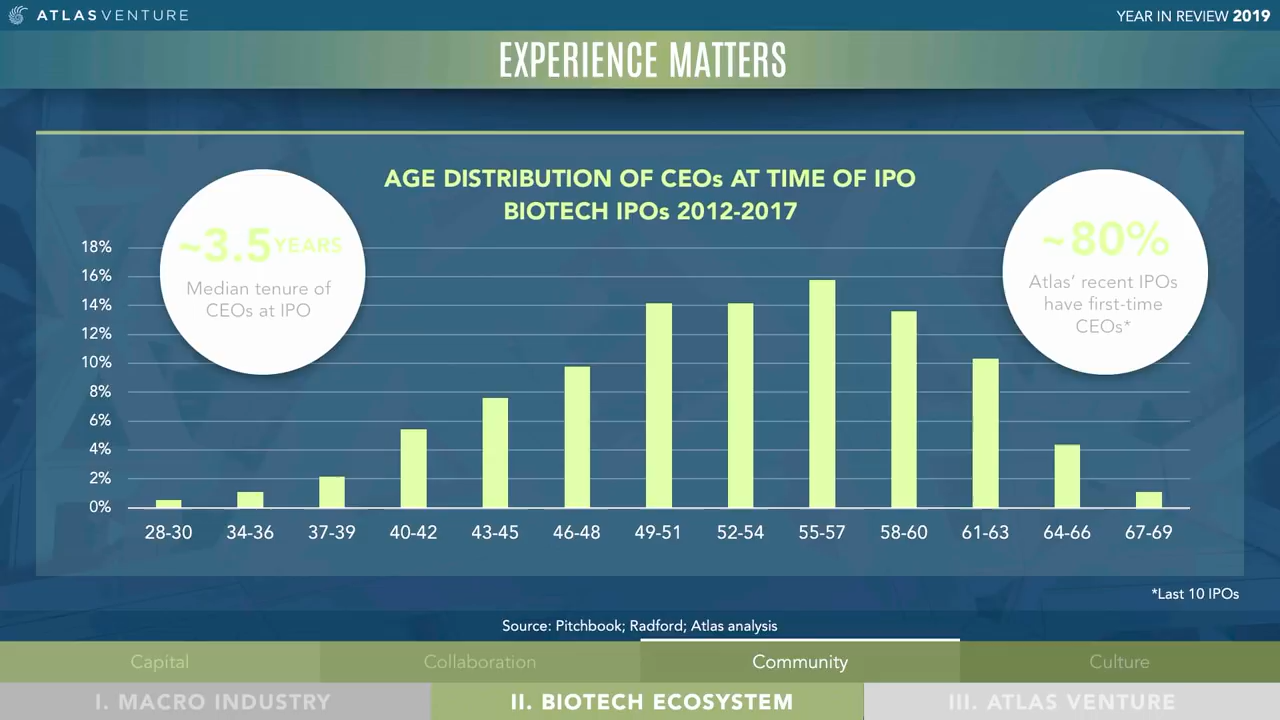 ATLAS VENTURE
YEAR IN REVIEW 2019
EXPERIENCE MATTERS
AGE DISTRIBUTION OF CEOs AT TIME OF IPO
BIOTECH IPOs 2012-2017
~3.5 YEARS
Median tenure of
CEOs at IPO
~80%
Atlas' recent IPOs
have first-time
CEOs*
18%
16%
14%
12%
10%
8%
6%
4%
2%
0%
28-30 34-36 37-39 40-42 43-45 46-48 49-51 52-54 55-57 58-60 61-63 64-66 67-69
*Last 10 IPOs
Source: Pitchbook; Radford; Atlas analysis
Capital Collaboration Community Culture
I. MACRO INDUSTRY II. BIOTECH ECOSYSTEM III. ATLAS VENTURE